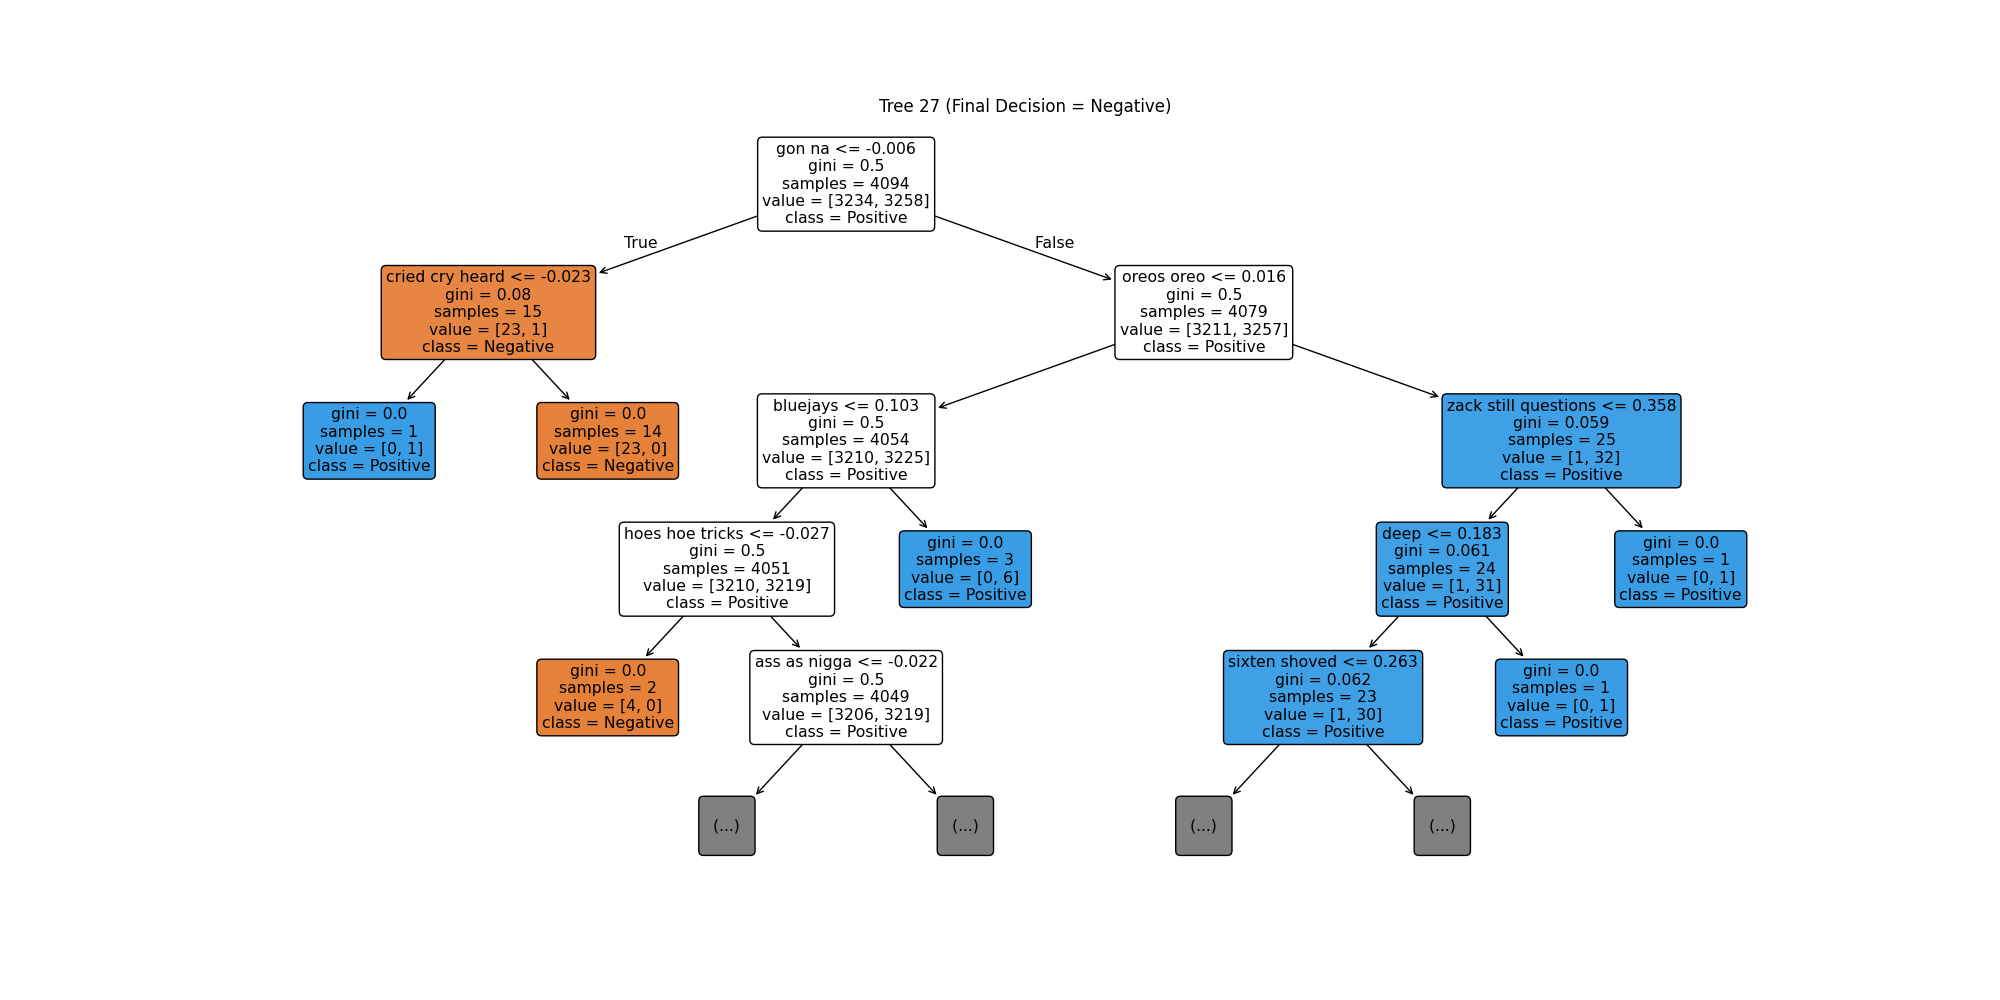 Tree 27 (Final Decision = Negative)
gon na <= -0.006
gini = 0.5
samples = 4094
value = [3234, 3258]
class = Positive
True
False
cried cry heard <= -0.023
gini = 0.08
samples = 15
value = [23, 1]
class = Negative
oreos oreo <= 0.016
gini = 0.5
samples = 4079
value = [3211, 3257]
class = Positive
gini = 0.0
samples = 1
value = [0, 1]
class = Positive
gini = 0.0
samples = 14
value = [23, 0]
class = Negative
bluejays <= 0.103
gini = 0.5
samples = 4054
value = [3210, 3225]
class = Positive
zack still questions <= 0.358
gini = 0.059
samples = 25
value = [1, 32]
class = Positive
hoes hoe tricks <= -0.027
gini = 0.5
samples = 4051
value = [3210, 3219]
class = Positive
gini = 0.0
samples = 3
value = [0, 6]
class = Positive
deep <= 0.183
gini = 0.061
samples = 24
value = [1, 31]
class = Positive
gini = 0.0
samples = 1
value = [0, 1]
class = Positive
gini = 0.0
samples = 2
value = [4, 0]
class = Negative
ass as nigga <= -0.022
gini = 0.5
samples = 4049
value = [3206, 3219]
class = Positive
sixten shoved <= 0.263
gini = 0.062
samples = 23
value = [1, 30]
class = Positive
gini = 0.0
samples = 1
value = [0, 1]
class = Positive
(...)
(...)
(...)
(...)